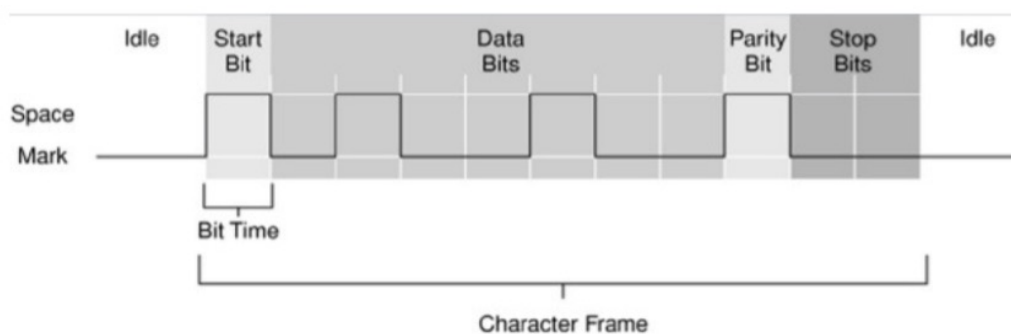 Idle
Start
Bit
Data
Bits
Parity
Bit
Stop
Bits
Idle
Space
Mark
Bit Time
Character Frame